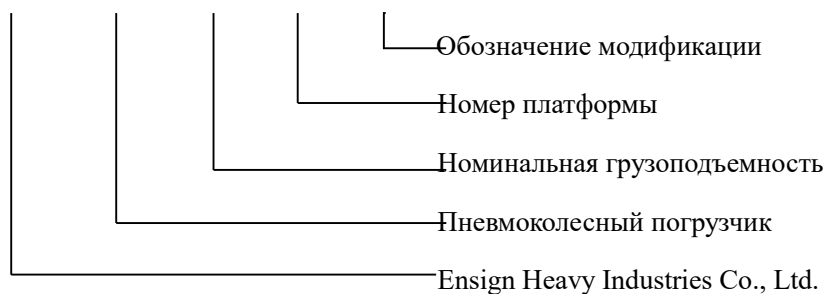 Обозначение модификации
Номер платформы
Номинальная грузоподъемность
Пневмоколесный погрузчик
Ensign Heavy Industries Co., Ltd.